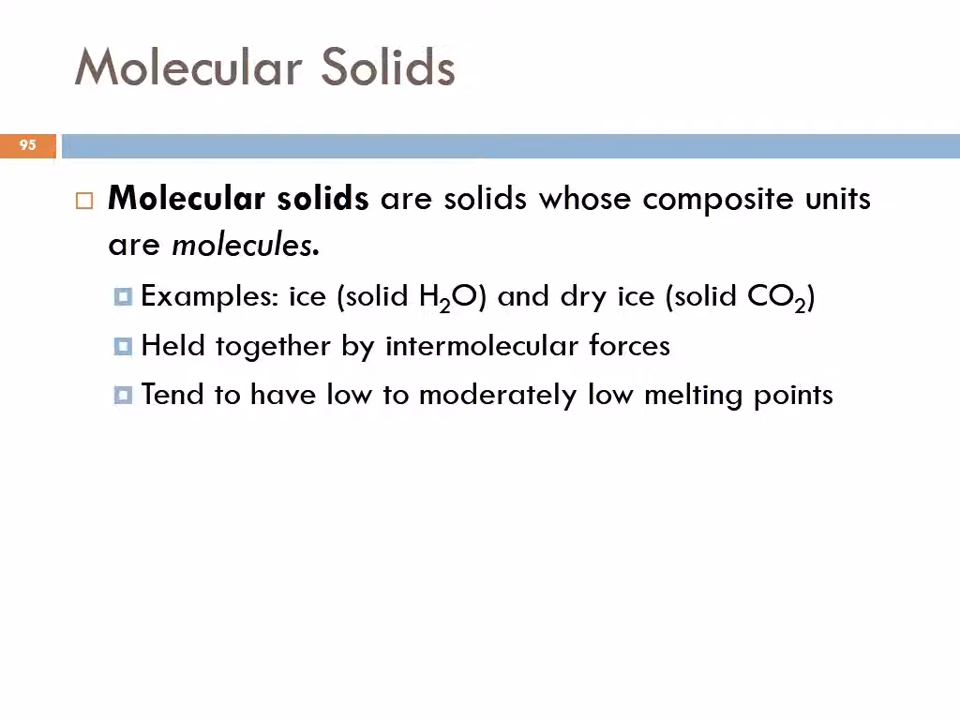 Molecular Solids
95
Molecular solids are solids whose composite units
are molecules.
Examples: ice (solid H₂O) and dry ice (solid CO₂)
Held together by intermolecular forces
Tend to have low to moderately low melting points